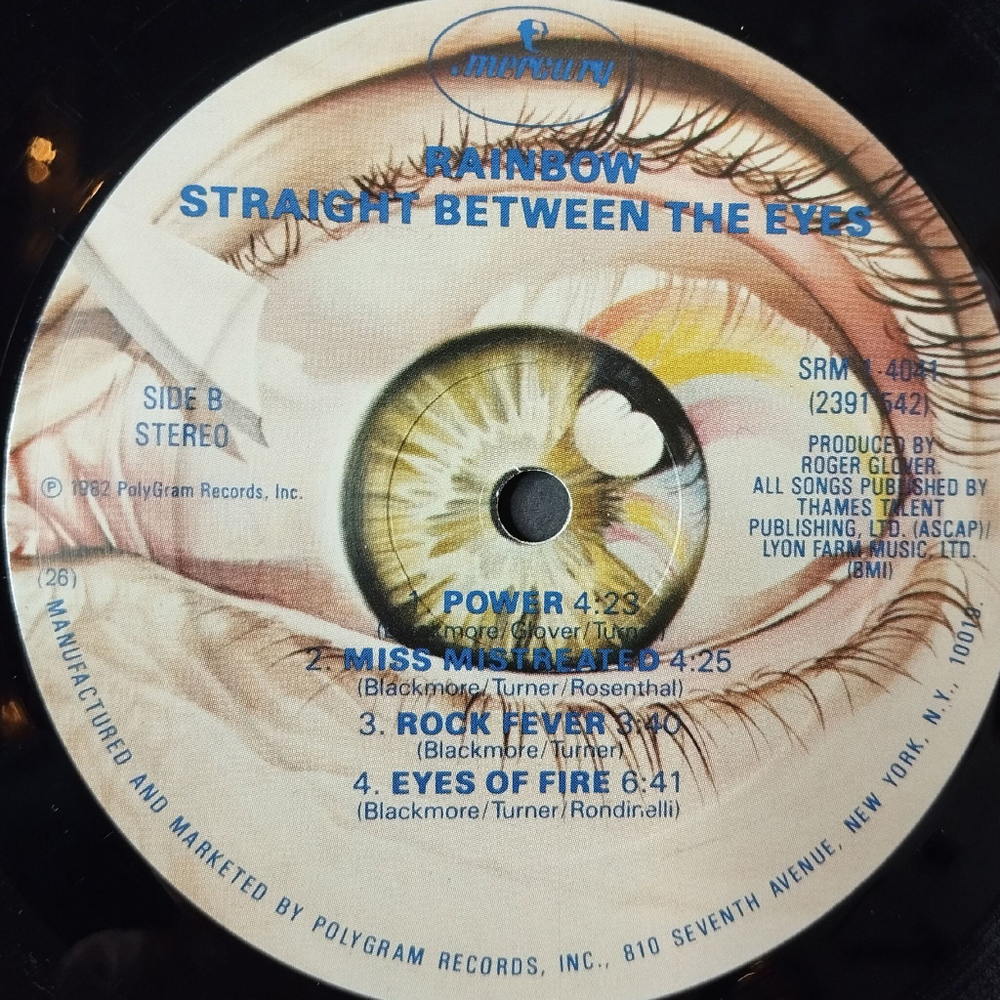 mercury
RAINBOW
STRAIGHT BETWEEN THE EYES
SIDE B
STEREO
℗ 1982 PolyGram Records, Inc.
SRM 1-4041
(2391 542)
PRODUCED BY
ROGER GLOVER.
ALL SONGS PUBLISHED BY
THAMES TALENT
PUBLISHING, LTD. (ASCAP)/
LYON FARM MUSIC, LTD.
(BMI)
(26)
1. POWER 4:23
(Blackmore/Glover/Turner)
2. MISS MISTREATED 4:25
(Blackmore/Turner/Rosenthal)
3. ROCK FEVER 3:40
(Blackmore/Turner)
4. EYES OF FIRE 6:41
(Blackmore/Turner/Rondinelli)
MANUFACTURED AND MARKETED BY POLYGRAM RECORDS, INC., 810 SEVENTH AVENUE, NEW YORK, N.Y., 10019.